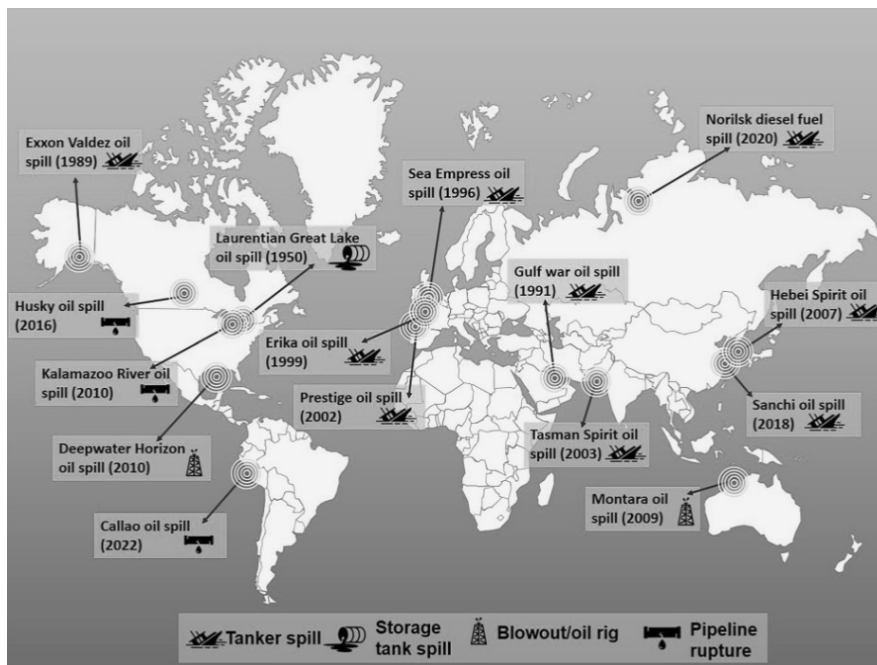 Norilsk diesel fuel
spill (2020)
Exxon Valdez oil
spill (1989)
Sea Empress oil
spill (1996)
Laurentian Great Lake
oil spill (1950)
Gulf war oil spill
(1991)
Hebei Spirit oil
spill (2007)
Husky oil spill
(2016)
Erika oil spill
(1999)
Kalamazoo River oil
spill (2010)
Prestige oil spill
(2002)
Sanchi oil spill
(2018)
Tasman Spirit oil
spill (2003)
Deepwater Horizon
oil spill (2010)
Montara oil
spill (2009)
Callao oil spill
(2022)
Tanker spill
Storage
tank spill
Blowout/oil rig
Pipeline
rupture